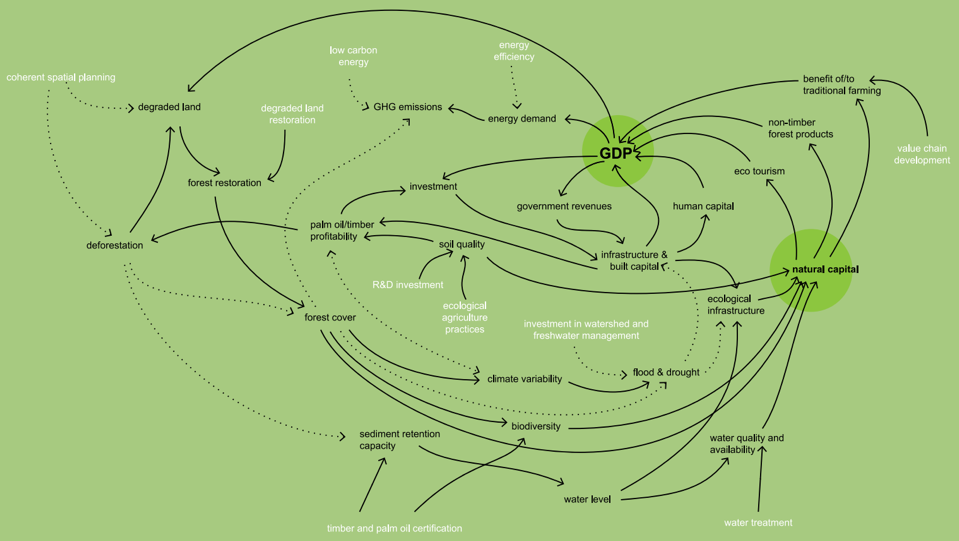 energy
efficiency
low carbon
energy
coherent spatial planning
benefit of/to
traditional farming
degraded land
GHG emissions
degraded land
restoration
energy demand
non-timber
forest products
GDP
value chain
development
eco tourism
forest restoration
investment
government revenues
human capital
palm oil/timber
profitability
deforestation
soil quality
infrastructure &
built capital
natural capital
R&D investment
ecological
infrastructure
ecological
agriculture
practices
forest cover
investment in watershed and
freshwater management
climate variability
flood & drought
biodiversity
sediment retention
capacity
water quality and
availability
water level
timber and palm oil certification
water treatment